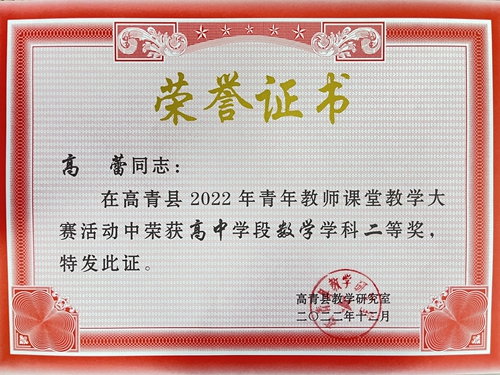 荣誉证书
高 蕾同志：
在高青县2022年青年教师课堂教学大
赛活动中荣获高中学段数学学科二等奖，
特发此证。
高青县教学研究室
二〇二二年十二月